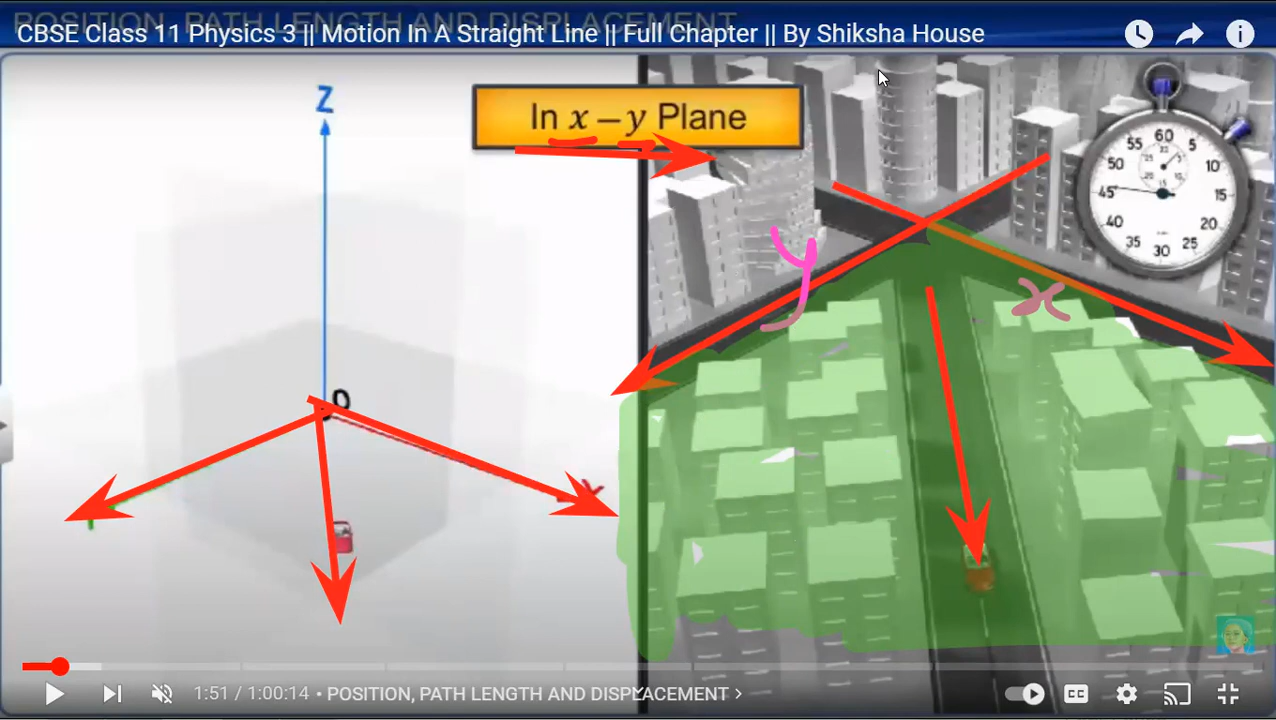 POSITION, PATH LENGTH AND DISPLACEMENT
CBSE Class 11 Physics 3 || Motion In A Straight Line || Full Chapter || By Shiksha House
Z
In x – y Plane
60
55 5
50 10
45 15
40 20
35 25
30
y
x
O
X
1:51 / 1:00:14 • POSITION, PATH LENGTH AND DISPLACEMENT >
CC